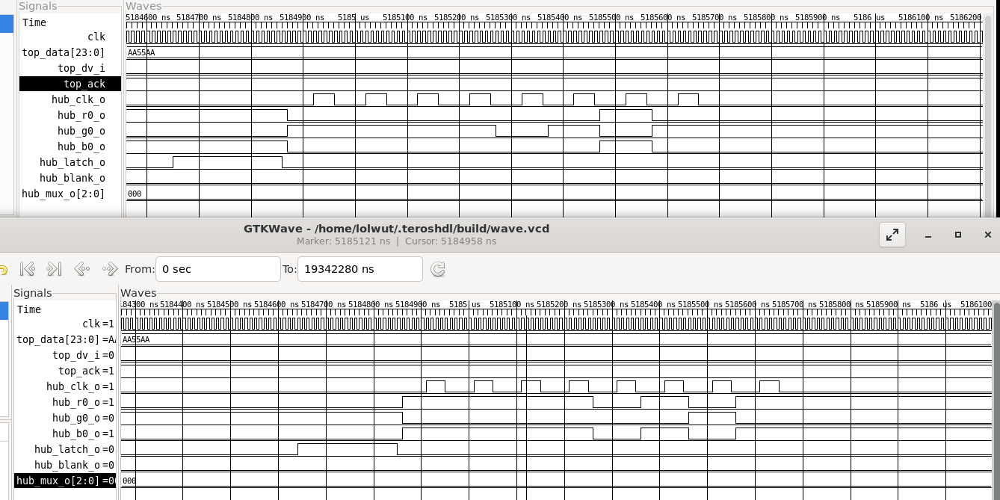 Signals
Waves
5184600 ns 5184700 ns 5184800 ns 5184900 ns 5185 us 5185100 ns 5185200 ns 5185300 ns 5185400 ns 5185500 ns 5185600 ns 5185700 ns 5185800 ns 5185900 ns 5186 us 5186100 ns 5186200
Time
clk
top_data[23:0] AA55AA
top_dv_i
top_ack
hub_clk_o
hub_r0_o
hub_g0_o
hub_b0_o
hub_latch_o
hub_blank_o
hub_mux_o[2:0] 000
GTKWave - /home/lolwut/.teroshdl/build/wave.vcd
Marker: 5185121 ns | Cursor: 5184958 ns
From: 0 sec To: 19342280 ns
Signals
Waves
184300 ns 5184400 ns 5184500 ns 5184600 ns 5184700 ns 5184800 ns 5184900 ns 5185 us 5185100 ns 5185200 ns 5185300 ns 5185400 ns 5185500 ns 5185600 ns 5185700 ns 5185800 ns 5185900 ns 5186 us 5186100
Time
clk =1
top_data[23:0] =AA AA55AA
top_dv_i =0
top_ack =1
hub_clk_o =1
hub_r0_o =1
hub_g0_o =0
hub_b0_o =1
hub_latch_o =0
hub_blank_o =0
hub_mux_o[2:0] =00 000